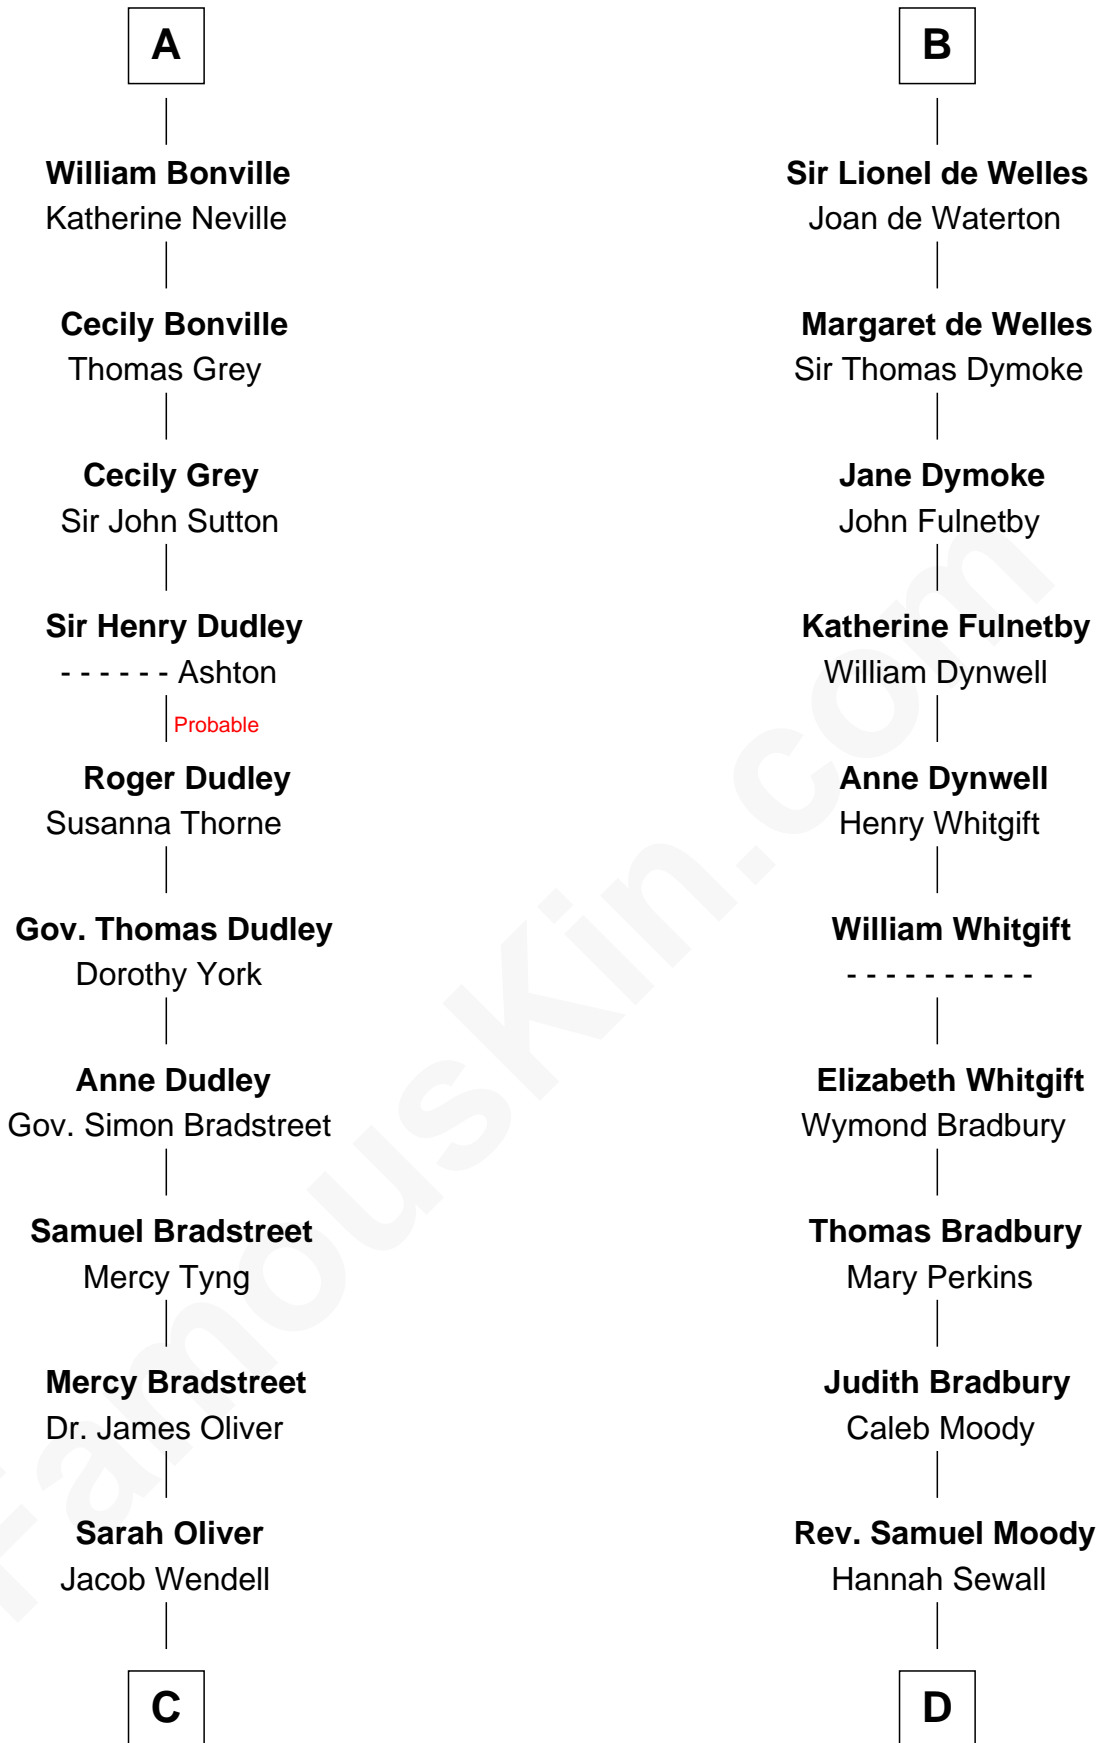 A
William Bonville
Katherine Neville
Cecily Bonville
Thomas Grey
Cecily Grey
Sir John Sutton
Sir Henry Dudley
- - - - - - Ashton
Probable
Roger Dudley
Susanna Thorne
Gov. Thomas Dudley
Dorothy York
Anne Dudley
Gov. Simon Bradstreet
Samuel Bradstreet
Mercy Tyng
Mercy Bradstreet
Dr. James Oliver
Sarah Oliver
Jacob Wendell
C
B
Sir Lionel de Welles
Joan de Waterton
Margaret de Welles
Sir Thomas Dymoke
Jane Dymoke
John Fulnetby
Katherine Fulnetby
William Dynwell
Anne Dynwell
Henry Whitgift
William Whitgift
- - - - - - - - - -
Elizabeth Whitgift
Wymond Bradbury
Thomas Bradbury
Mary Perkins
Judith Bradbury
Caleb Moody
Rev. Samuel Moody
Hannah Sewall
D
FamousKin.com